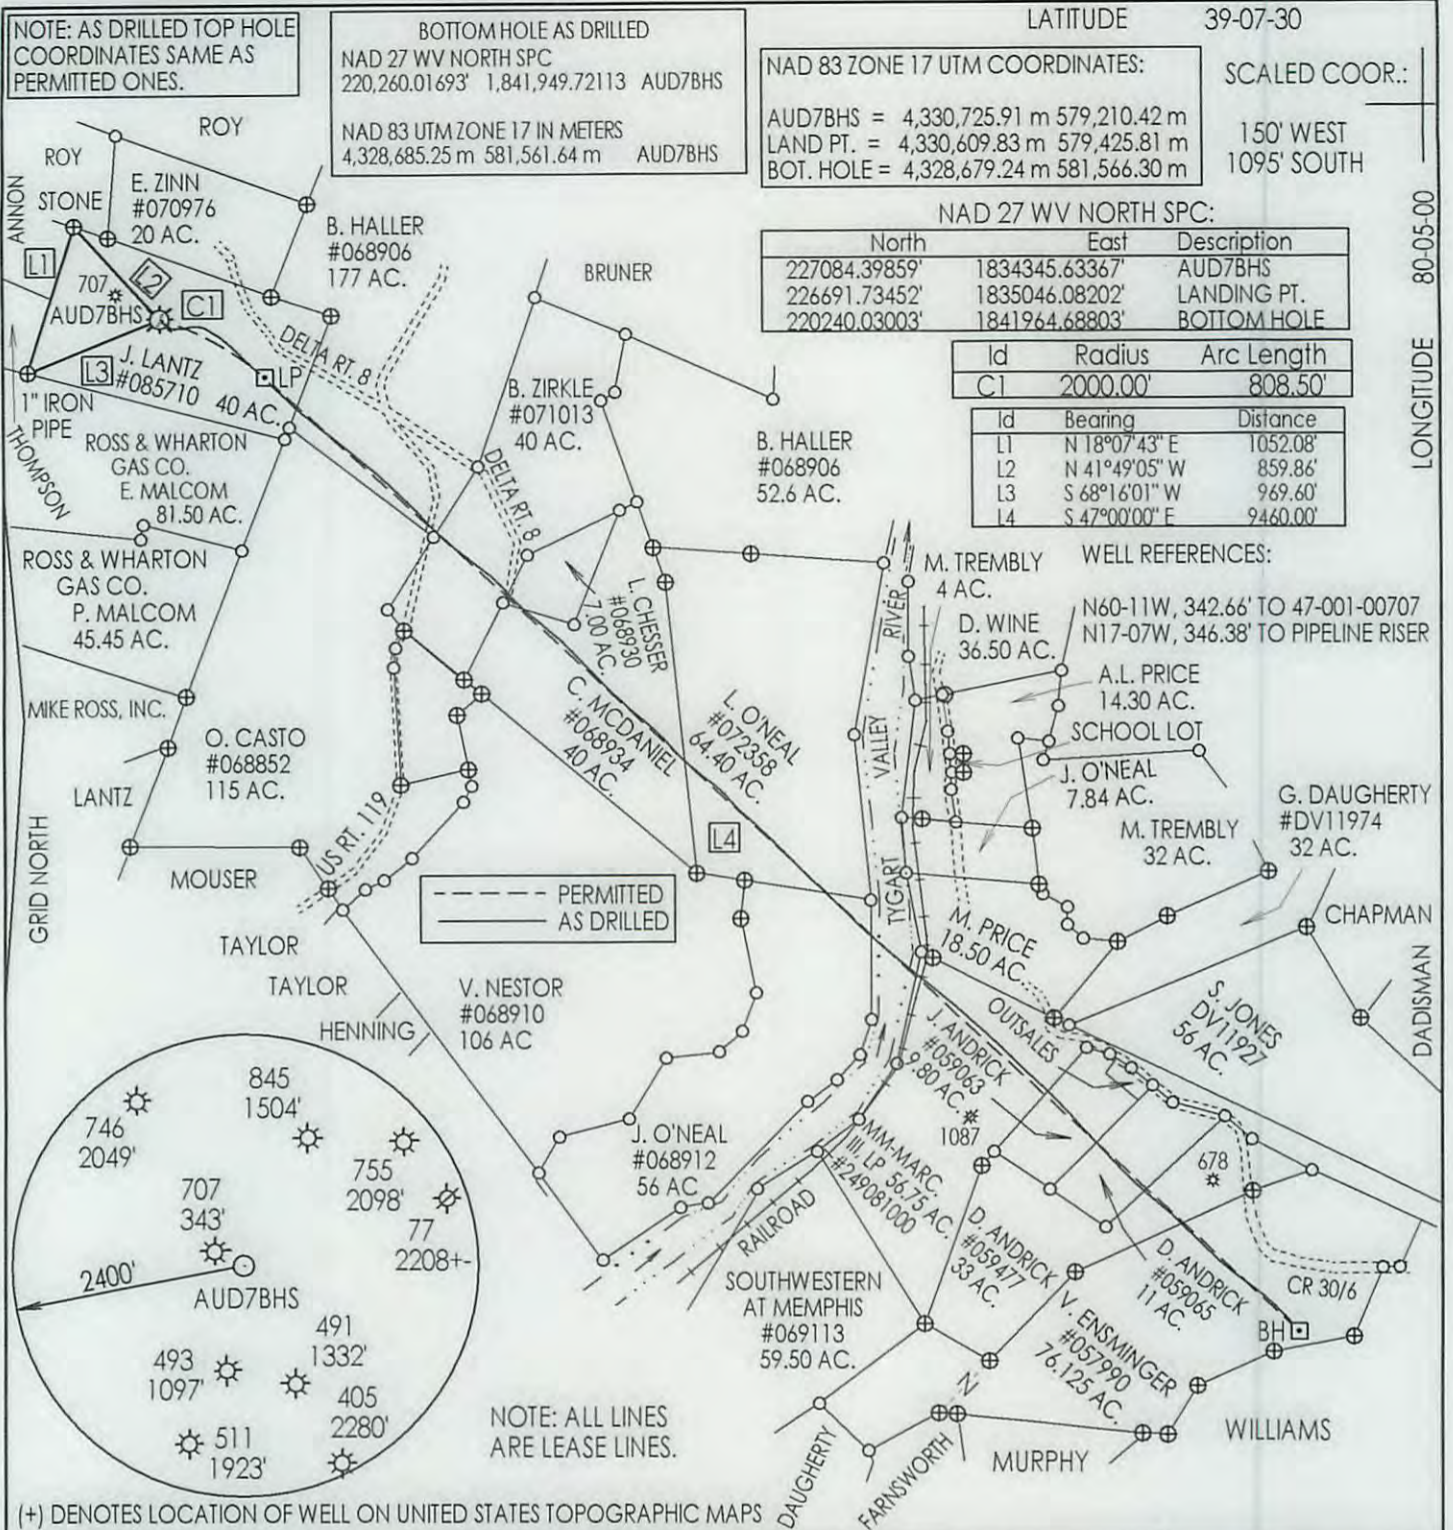 NOTE: AS DRILLED TOP HOLE
COORDINATES SAME AS
PERMITTED ONES.
BOTTOM HOLE AS DRILLED
NAD 27 WV NORTH SPC
220,260.01693' 1,841,949.72113 AUD7BHS
NAD 83 UTM ZONE 17 IN METERS
4,328,685.25 m 581,561.64 m AUD7BHS
LATITUDE 39-07-30
NAD 83 ZONE 17 UTM COORDINATES:
AUD7BHS = 4,330,725.91 m 579,210.42 m
LAND PT. = 4,330,609.83 m 579,425.81 m
BOT. HOLE = 4,328,679.24 m 581,566.30 m
SCALED COOR.:
150' WEST
1095' SOUTH
LONGITUDE 80-05-00
NAD 27 WV NORTH SPC:
North East Description
227084.39859' 1834345.63367' AUD7BHS
226691.73452' 1835046.08202' LANDING PT.
220240.03003' 1841964.68803' BOTTOM HOLE
Id Radius Arc Length
C1 2000.00' 808.50'
Id Bearing Distance
L1 N 18°07'43" E 1052.08'
L2 N 41°49'05" W 859.86'
L3 S 68°16'01" W 969.60'
L4 S 47°00'00" E 9460.00'
WELL REFERENCES:
N60-11W, 342.66' TO 47-001-00707
N17-07W, 346.38' TO PIPELINE RISER
ROY
ROY
ANNON
STONE
E. ZINN
#070976
20 AC.
B. HALLER
#068906
177 AC.
BRUNER
L1
L2
C1
707
AUD7BHS
L3
J. LANTZ
#085710 40 AC.
LP
DELTA RT. 8
1" IRON
PIPE
THOMPSON
B. ZIRKLE
#071013
40 AC.
DELTA RT. 8
B. HALLER
#068906
52.6 AC.
ROSS & WHARTON
GAS CO.
E. MALCOM
81.50 AC.
ROSS & WHARTON
GAS CO.
P. MALCOM
45.45 AC.
MIKE ROSS, INC.
LANTZ
O. CASTO
#068852
115 AC.
MOUSER
US RT. 119
GRID NORTH
L. CHESSER
#068930
7.00 AC.
C. MCDANIEL
#068934
40 AC.
L. O'NEAL
#072358
64.40 AC.
L4
TYGART VALLEY RIVER
M. TREMBLY
4 AC.
D. WINE
36.50 AC.
A.L. PRICE
14.30 AC.
SCHOOL LOT
J. O'NEAL
7.84 AC.
M. TREMBLY
32 AC.
G. DAUGHERTY
#DV11974
32 AC.
CHAPMAN
DADISMAN
PERMITTED
AS DRILLED
TAYLOR
TAYLOR
HENNING
V. NESTOR
#068910
106 AC
M. PRICE
18.50 AC.
OUTSALES
S. JONES
DV11927
56 AC.
J. ANDRICK
#059063
9.80 AC.
1087
J. O'NEAL
#068912
56 AC
RAILROAD
MM-MARC.
III, LP 56.75 AC.
#249081000
678
D. ANDRICK
#059477
33 AC.
D. ANDRICK
#059065
11 AC.
CR 30/6
BH
SOUTHWESTERN
AT MEMPHIS
#069113
59.50 AC.
V. ENSMINGER
#057990
76.125 AC.
WILLIAMS
MURPHY
N
FARNSWORTH
DAUGHERTY
746
2049'
845
1504'
755
2098'
77
2208+-
707
343'
2400'
AUD7BHS
491
1332'
493
1097'
405
2280'
511
1923'
NOTE: ALL LINES
ARE LEASE LINES.
(+) DENOTES LOCATION OF WELL ON UNITED STATES TOPOGRAPHIC MAPS